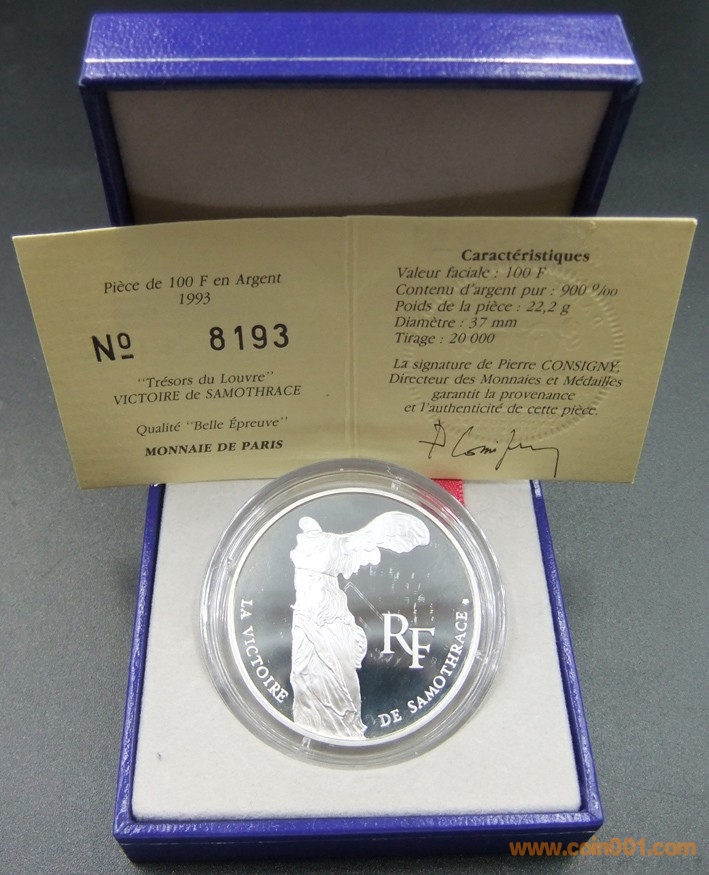 Pièce de 100 F en Argent
1993
Nº 8193
"Trésors du Louvre"
VICTOIRE de SAMOTHRACE
Qualité "Belle Épreuve"
MONNAIE DE PARIS
Caractéristiques
Valeur faciale : 100 F
Contenu d'argent pur : 900 º/oo
Poids de la pièce : 22,2 g
Diamètre : 37 mm
Tirage : 20 000
La signature de Pierre CONSIGNY,
Directeur des Monnaies et Médailles
garantit la provenance
et l'authenticité de cette pièce.
LA VICTOIRE
DE SAMOTHRACE
RF
www.coin001.com